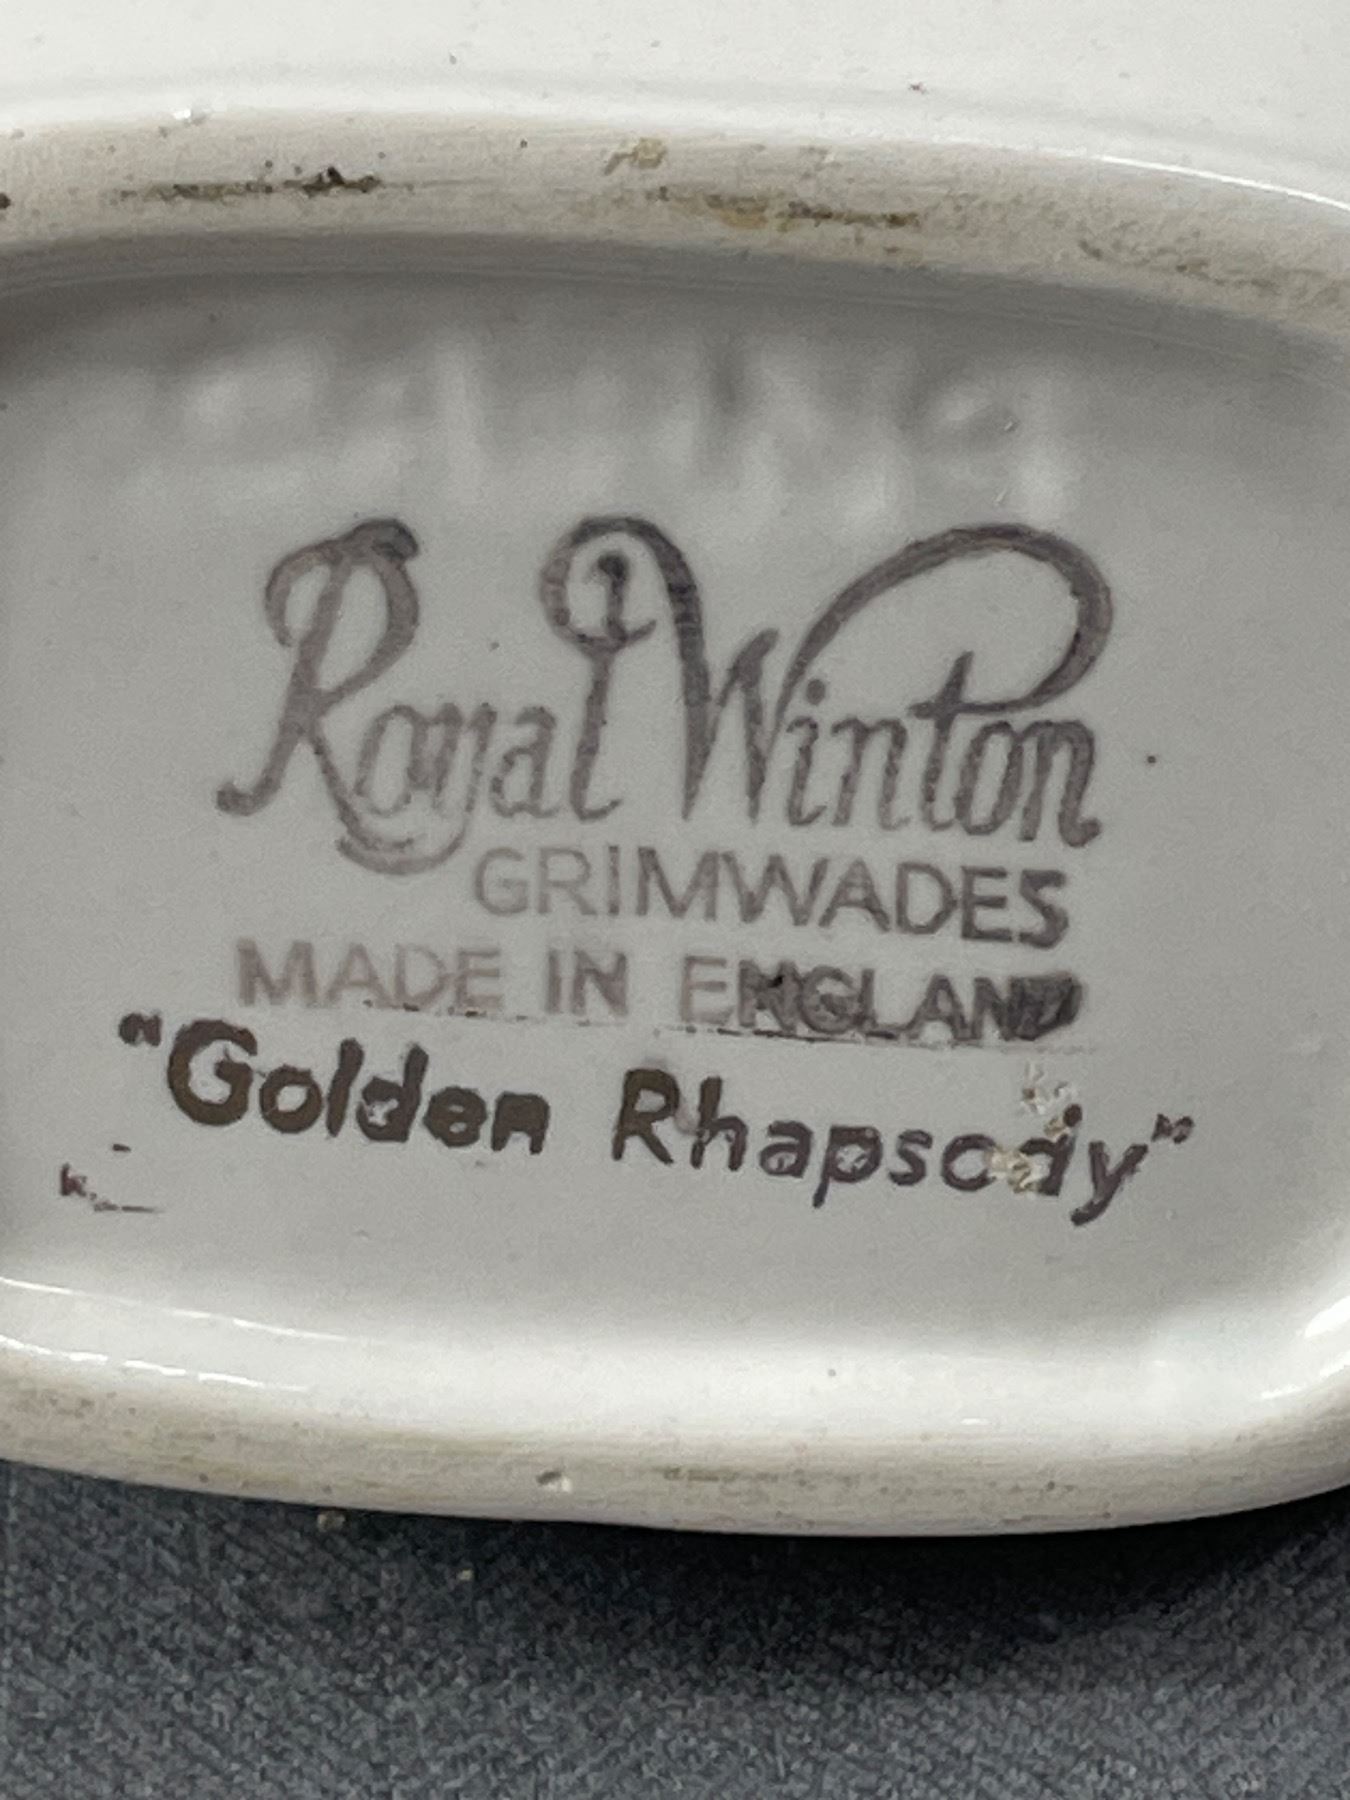 Royal Winton
GRIMWADES
MADE IN ENGLAND
"Golden Rhapsody"